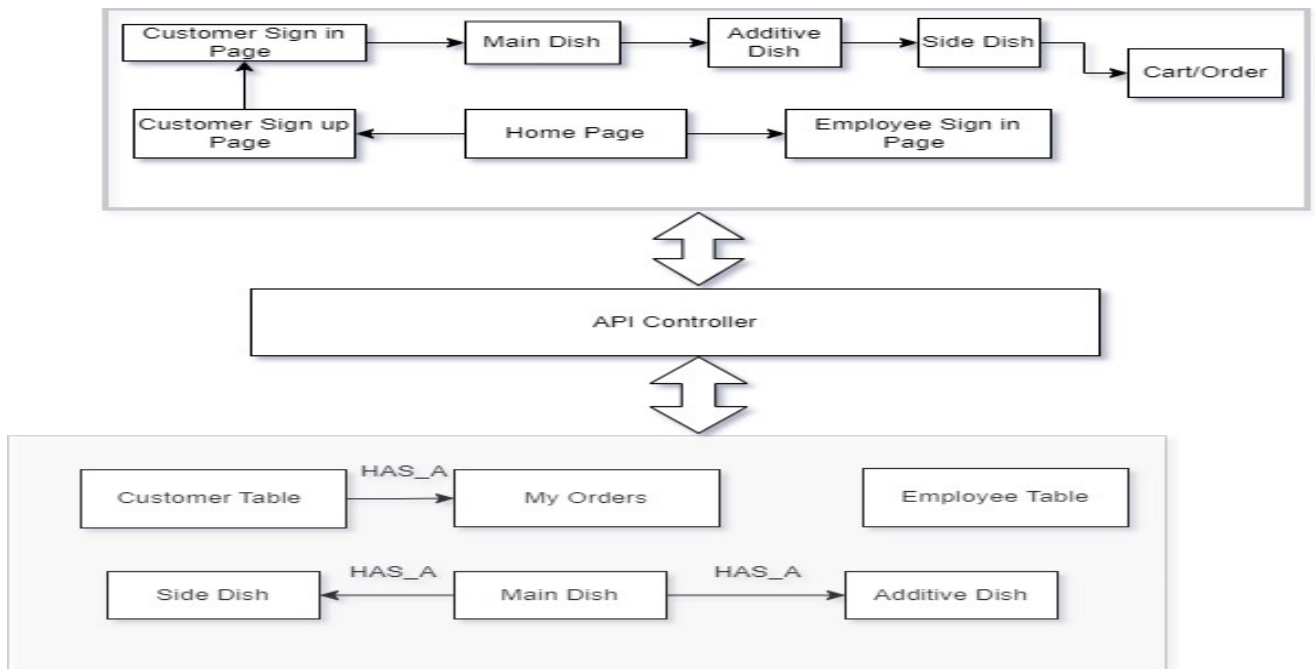 Customer Sign in
Page
Main Dish
Additive
Dish
Side Dish
Cart/Order
Customer Sign up
Page
Home Page
Employee Sign in
Page
API Controller
Customer Table
HAS_A
My Orders
Employee Table
Side Dish
HAS_A
Main Dish
HAS_A
Additive Dish